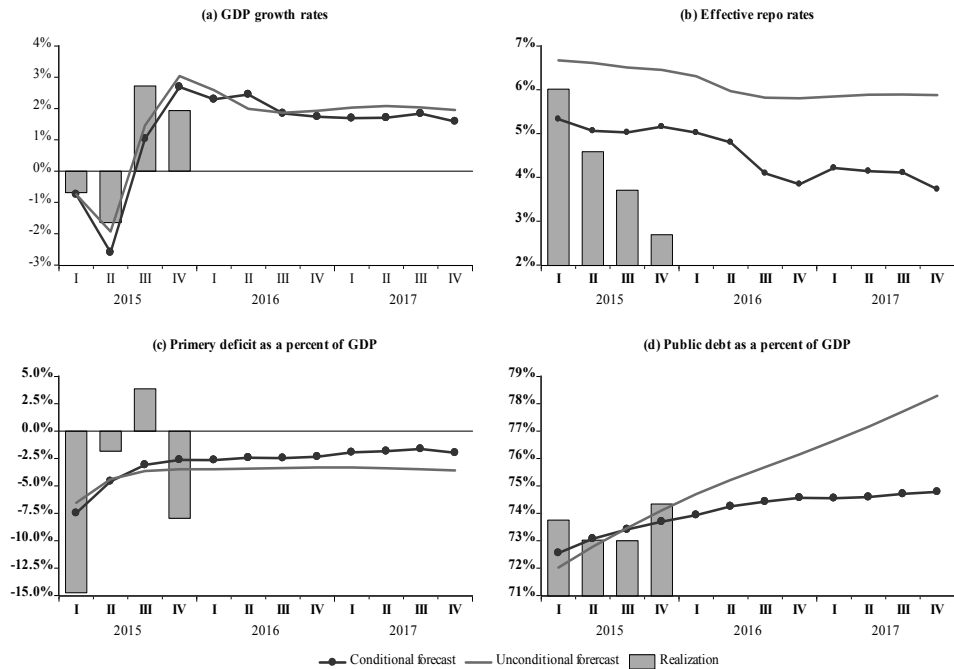 (a) GDP growth rates
4%
3%
2%
1%
0%
-1%
-2%
-3%
I II III IV I II III IV I II III IV
2015 2016 2017
(b) Effective repo rates
7%
6%
5%
4%
3%
2%
I II III IV I II III IV I II III IV
2015 2016 2017
(c) Primery deficit as a percent of GDP
5.0%
2.5%
0.0%
-2.5%
-5.0%
-7.5%
-10.0%
-12.5%
-15.0%
I II III IV I II III IV I II III IV
2015 2016 2017
(d) Public debt as a percent of GDP
79%
78%
77%
76%
75%
74%
73%
72%
71%
I II III IV I II III IV I II III IV
2015 2016 2017
Conditional forecast Unconditional forecast Realization